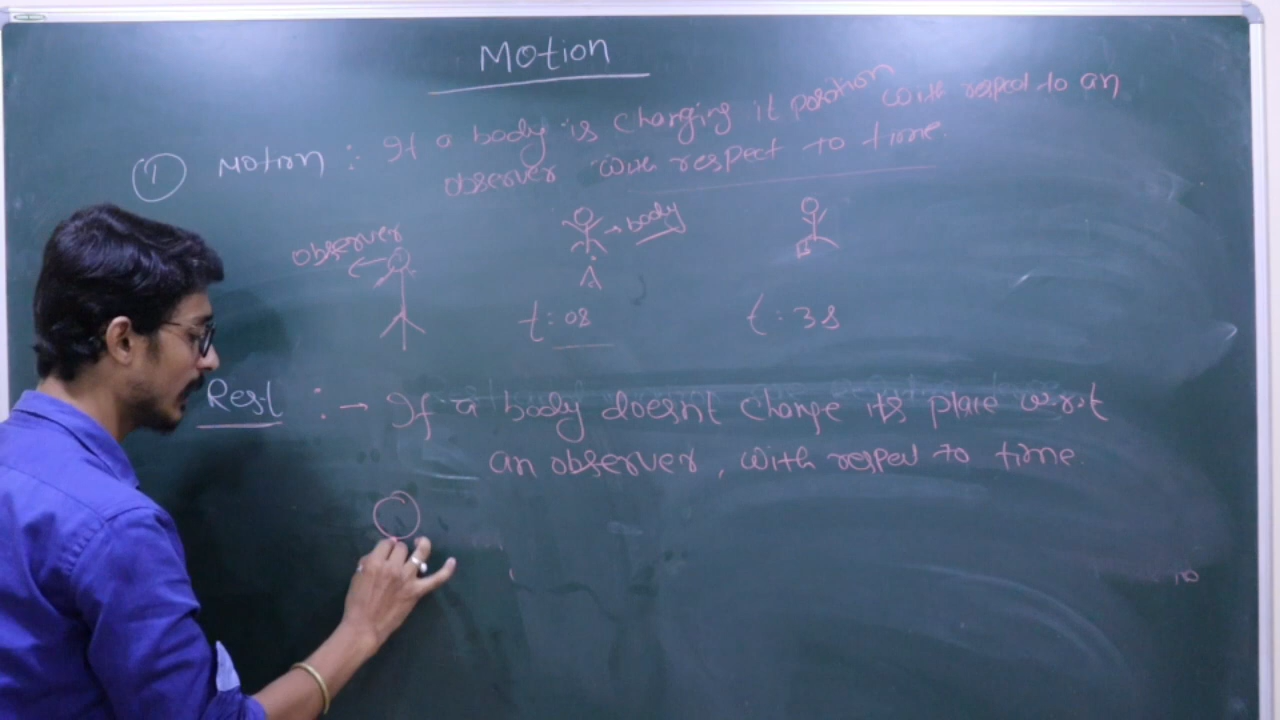 Motion
① Motion : If a body is changing it position with respect to an
observer with respect to time.
observer
body
t : 0s
t : 3s
Rest : → If a body doesnt change its place w.r.t
an observer, with respect to time.